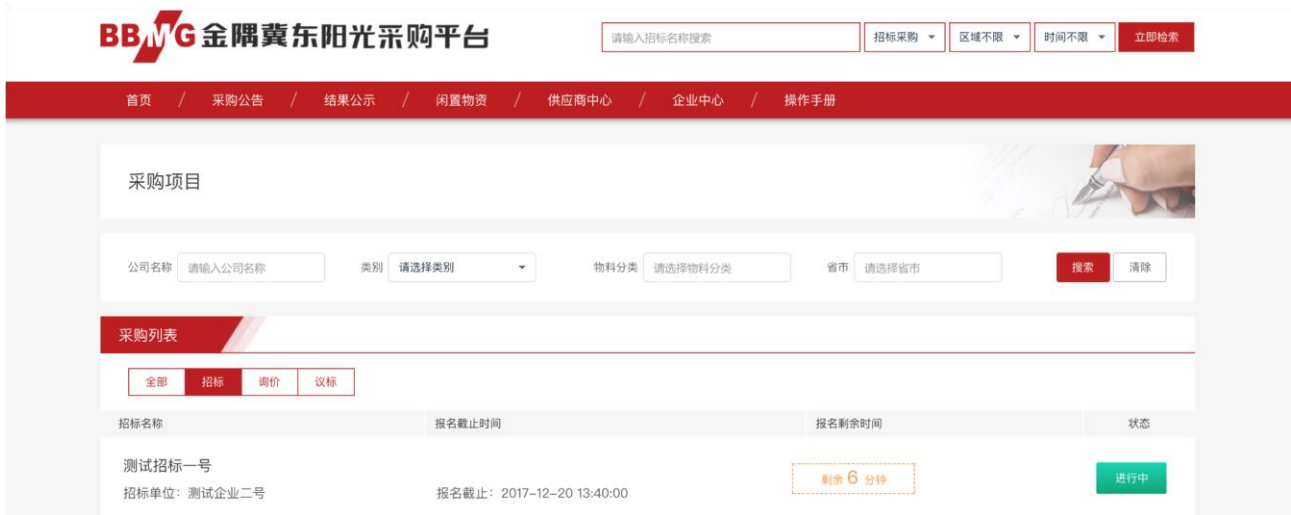 BBMG金隅冀东阳光采购平台
请输入招标名称搜索 招标采购 区域不限 时间不限 立即检索
首页 / 采购公告 / 结果公示 / 闲置物资 / 供应商中心 / 企业中心 / 操作手册
采购项目
公司名称 请输入公司名称 类别 请选择类别 物料分类 请选择物料分类 省市 请选择省市 搜索 清除
采购列表
全部 招标 询价 议标
招标名称 报名截止时间 报名剩余时间 状态
测试招标一号
剩余 6 分钟 进行中
招标单位：测试企业二号 报名截止：2017-12-20 13:40:00